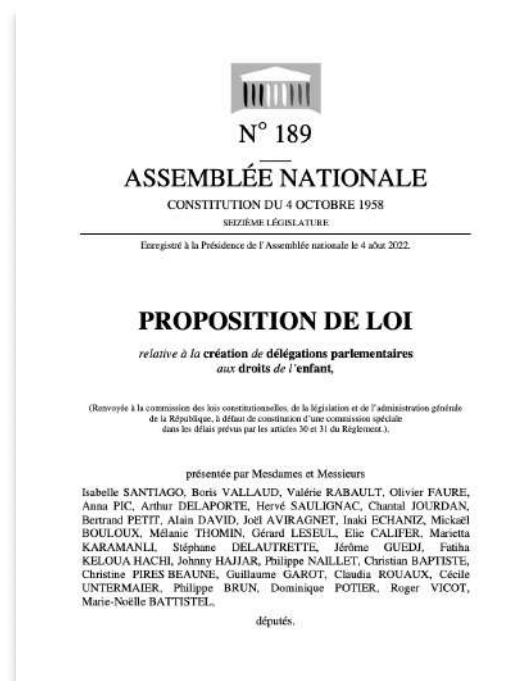 N° 189
ASSEMBLÉE NATIONALE
CONSTITUTION DU 4 OCTOBRE 1958
SEIZIÈME LÉGISLATURE
Enregistré à la Présidence de l'Assemblée nationale le 4 août 2022.
PROPOSITION DE LOI
relative à la création de délégations parlementaires
aux droits de l'enfant,
(Renvoyée à la commission des lois constitutionnelles, de la législation et de l'administration générale
de la République, à défaut de constitution d'une commission spéciale
dans les délais prévus par les articles 30 et 31 du Règlement.),
présentée par Mesdames et Messieurs
Isabelle SANTIAGO, Boris VALLAUD, Valérie RABAULT, Olivier FAURE,
Anna PIC, Arthur DELAPORTE, Hervé SAULIGNAC, Chantal JOURDAN,
Bertrand PETIT, Alain DAVID, Joël AVIRAGNET, Inaki ECHANIZ, Mickaël
BOULOUX, Mélanie THOMIN, Gérard LESEUL, Elie CALIFER, Marietta
KARAMANLI, Stéphane DELAUTRETTE, Jérôme GUEDJ, Fatiha
KELOUA HACHI, Johnny HAJJAR, Philippe NAILLET, Christian BAPTISTE,
Christine PIRES BEAUNE, Guillaume GAROT, Claudia ROUAUX, Cécile
UNTERMAIER, Philippe BRUN, Dominique POTIER, Roger VICOT,
Marie-Noëlle BATTISTEL,
députés.